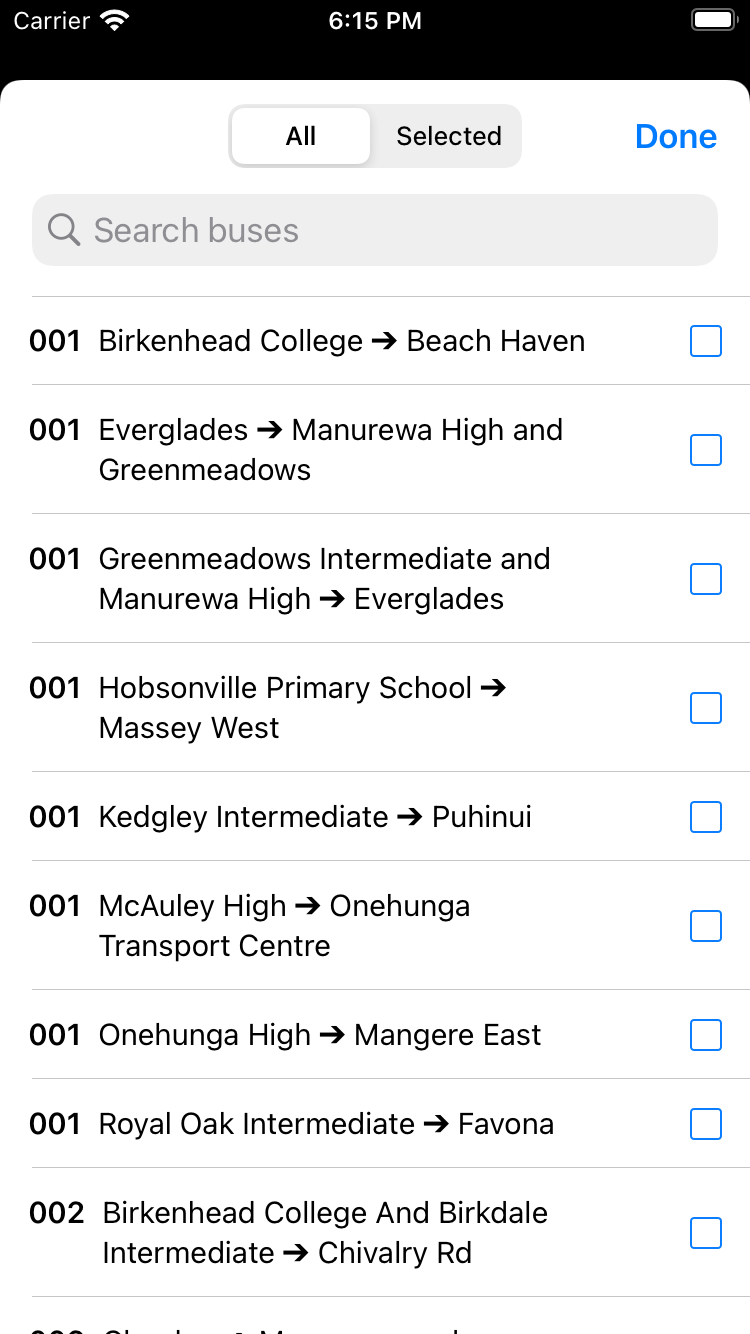 Carrier 6:15 PM
All Selected Done
Search buses
001 Birkenhead College ➔ Beach Haven
001 Everglades ➔ Manurewa High and
Greenmeadows
001 Greenmeadows Intermediate and
Manurewa High ➔ Everglades
001 Hobsonville Primary School ➔
Massey West
001 Kedgley Intermediate ➔ Puhinui
001 McAuley High ➔ Onehunga
Transport Centre
001 Onehunga High ➔ Mangere East
001 Royal Oak Intermediate ➔ Favona
002 Birkenhead College And Birkdale
Intermediate ➔ Chivalry Rd